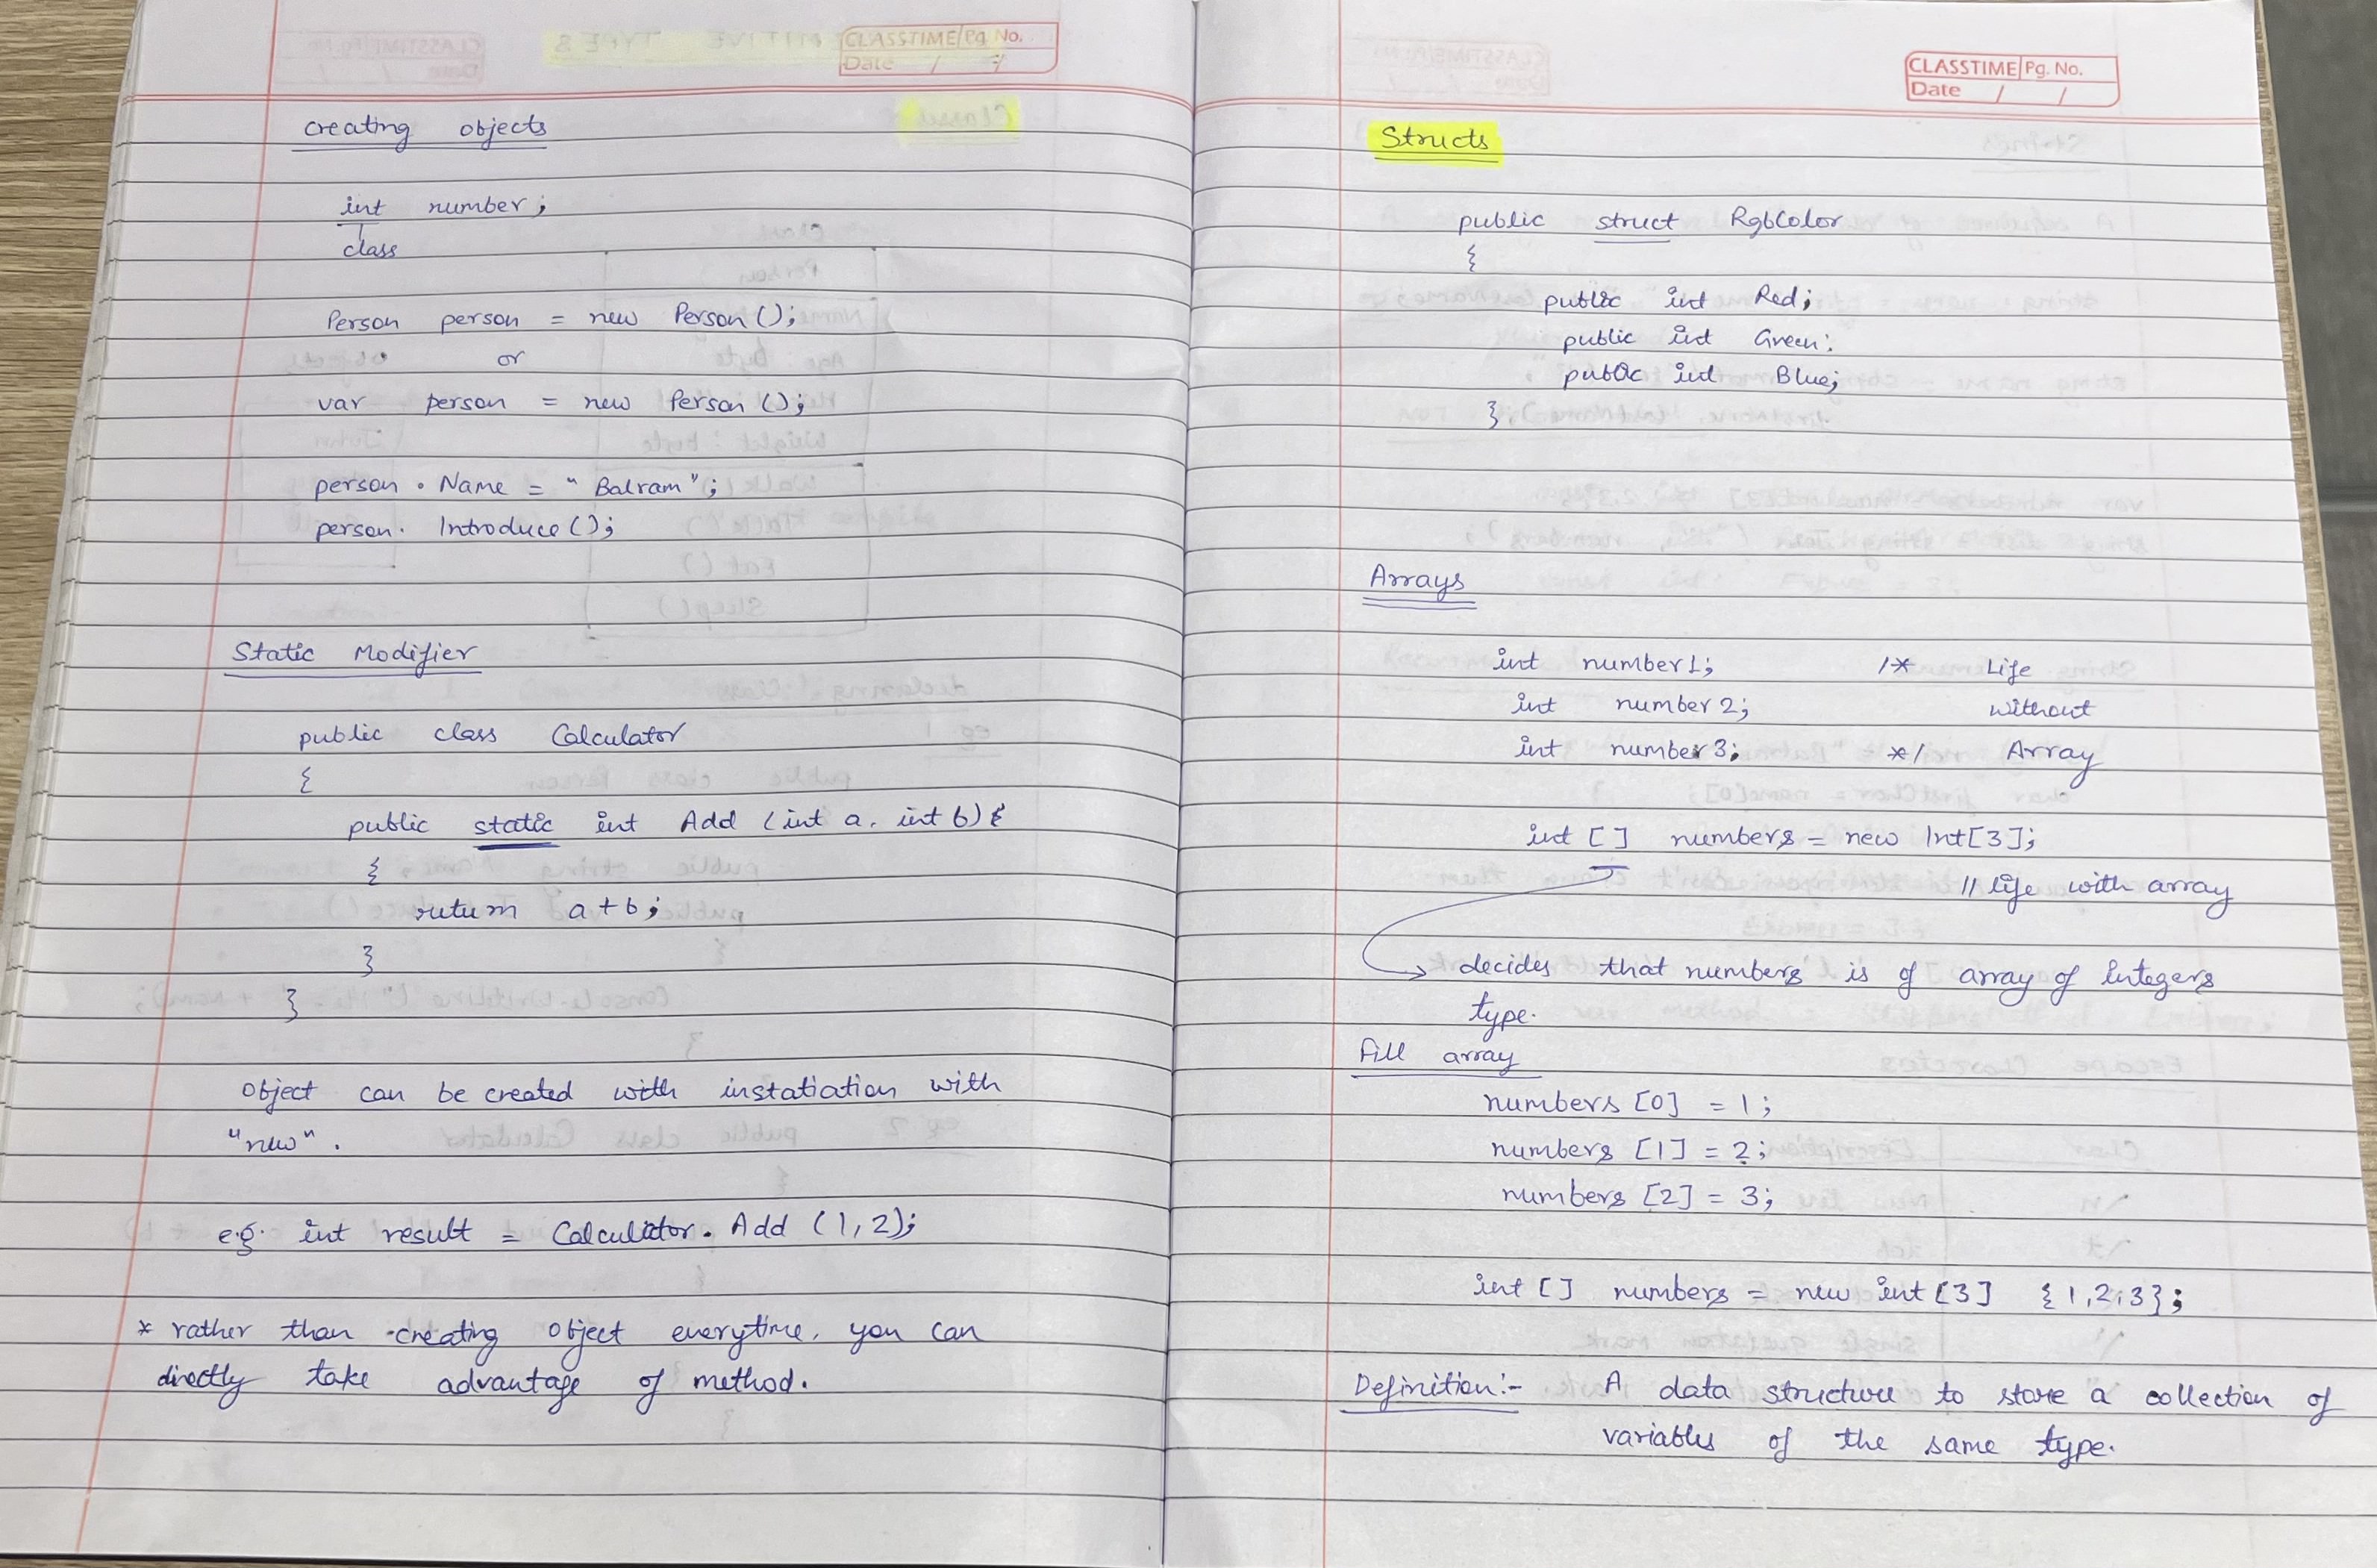 CLASSTIME Pg. No.
Date / /
creating objects
int number;
class
Person person = new Person();
or
var person = new Person();
person.Name = "Balram";
person.Introduce();
Static Modifier
public class Calculator
{
public static int Add (int a, int b) {
{
return a+b;
}
}
Object can be created with instatiation with
"new".
e.g. int result = Calculator.Add (1,2);
* rather than creating object everytime, you can
directly take advantage of method.
CLASSTIME Pg. No.
Date / /
Structs
public struct RgbColor
{
public int Red;
public int Green;
public int Blue;
}
Arrays
int number1; /* Life
int number2; without
int number3; */ Array
int [] numbers = new Int[3];
// life with array
decides that numbers is of array of Integers
type.
Fill array
numbers [0] = 1;
numbers [1] = 2;
numbers [2] = 3;
int [] numbers = new int [3] {1,2,3};
Definition:- A data structure to store a collection of
variables of the same type.